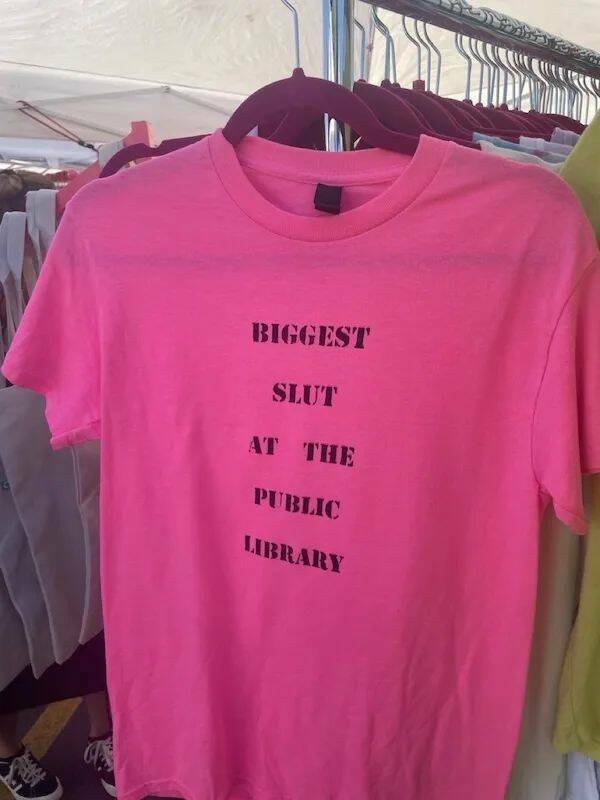 BIGGEST
SLUT
AT THE
PUBLIC
LIBRARY